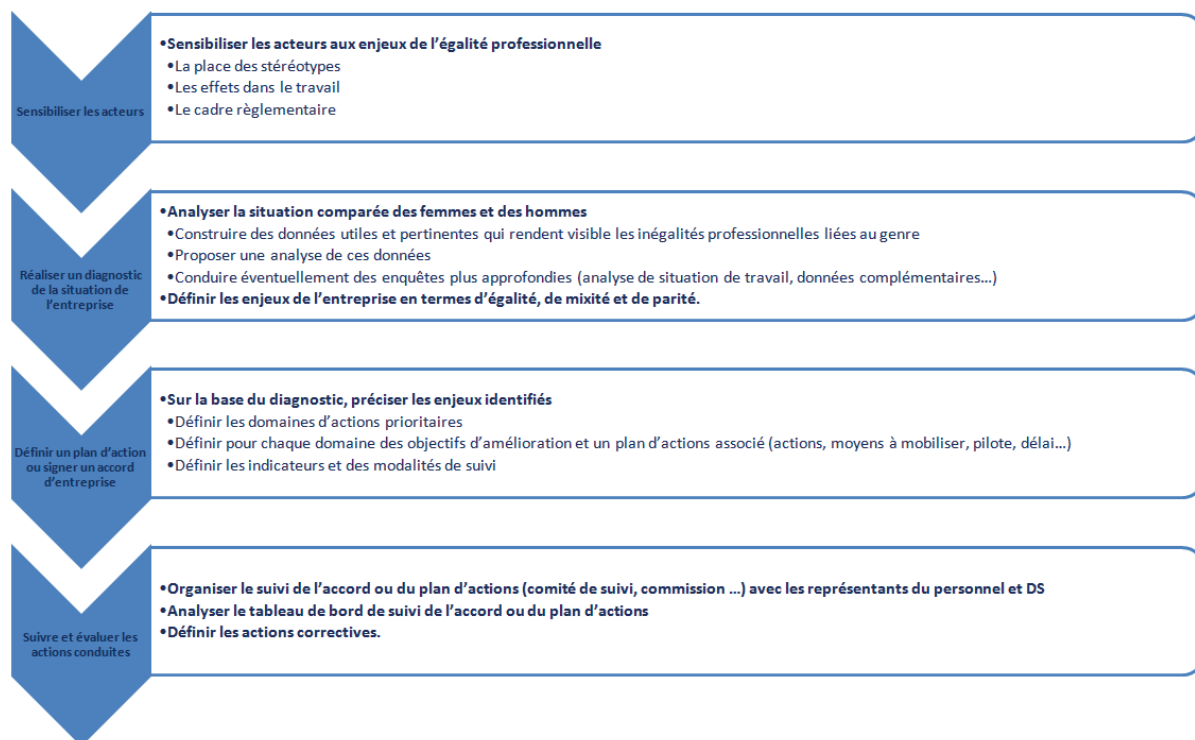 Sensibiliser les acteurs
•Sensibiliser les acteurs aux enjeux de l’égalité professionnelle
•La place des stéréotypes
•Les effets dans le travail
•Le cadre règlementaire
Réaliser un diagnostic
de la situation de
l’entreprise
•Analyser la situation comparée des femmes et des hommes
•Construire des données utiles et pertinentes qui rendent visible les inégalités professionnelles liées au genre
•Proposer une analyse de ces données
•Conduire éventuellement des enquêtes plus approfondies (analyse de situation de travail, données complémentaires…)
•Définir les enjeux de l’entreprise en termes d’égalité, de mixité et de parité.
Définir un plan d’action
ou signer un accord
d’entreprise
•Sur la base du diagnostic, préciser les enjeux identifiés
•Définir les domaines d’actions prioritaires
•Définir pour chaque domaine des objectifs d’amélioration et un plan d’actions associé (actions, moyens à mobiliser, pilote, délai…)
•Définir les indicateurs et des modalités de suivi
Suivre et évaluer les
actions conduites
•Organiser le suivi de l’accord ou du plan d’actions (comité de suivi, commission …) avec les représentants du personnel et DS
•Analyser le tableau de bord de suivi de l’accord ou du plan d’actions
•Définir les actions correctives.